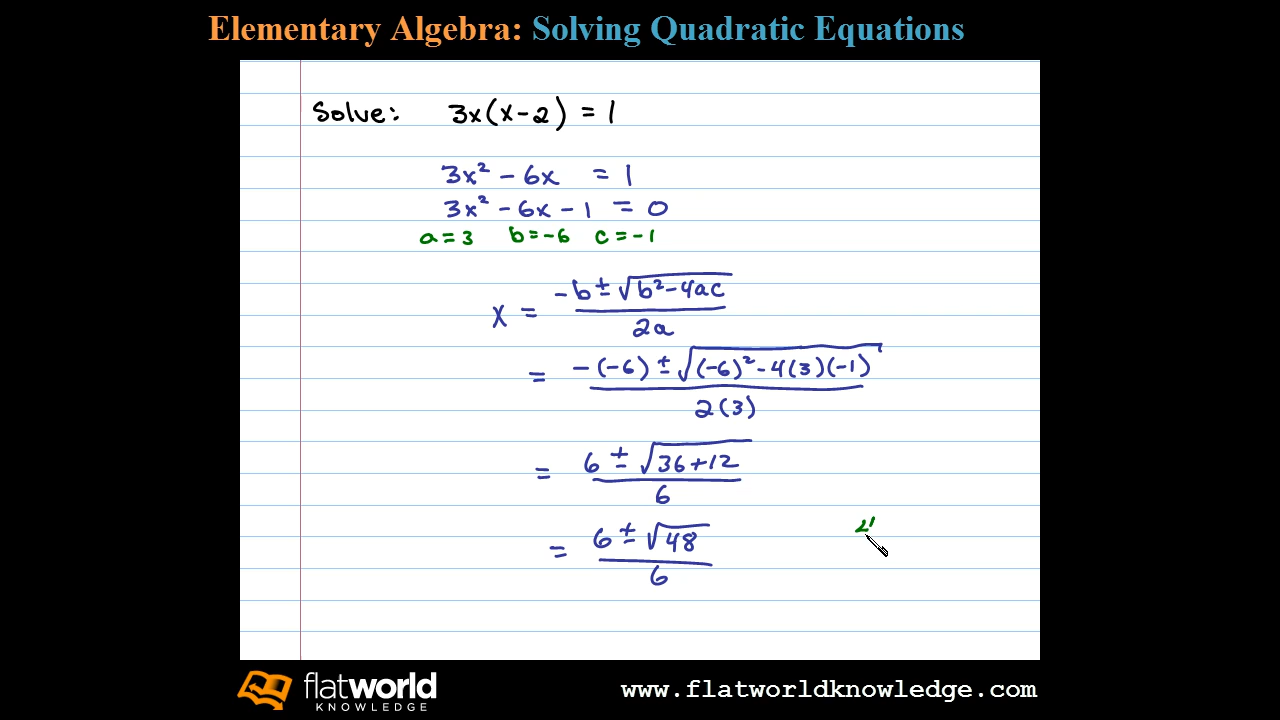 Elementary Algebra: Solving Quadratic Equations
Solve: 3x(x-2) = 1
3x² - 6x = 1
3x² - 6x - 1 = 0
a = 3 b = -6 c = -1
x = (-b ± √(b² - 4ac)) / 2a
= (-(-6) ± √((-6)² - 4(3)(-1))) / 2(3)
= (6 ± √(36+12)) / 6
= (6 ± √48) / 6
flatworld
KNOWLEDGE
www.flatworldknowledge.com